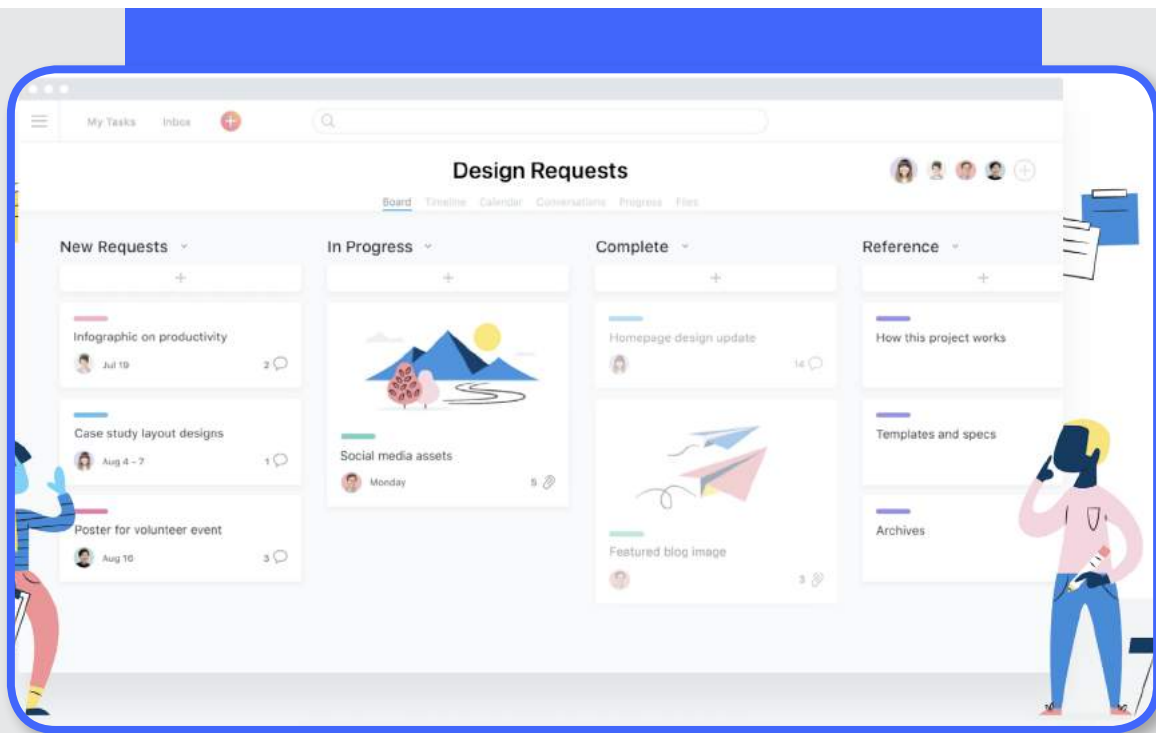 My Tasks Inbox
Design Requests
Board Timeline Calendar Conversations Progress Files
New Requests
Infographic on productivity
Jul 19 2
Case study layout designs
Aug 4 – 7 1
Poster for volunteer event
Aug 16 3
In Progress
Social media assets
Monday 5
Complete
Homepage design update
14
Featured blog image
3
Reference
How this project works
Templates and specs
Archives